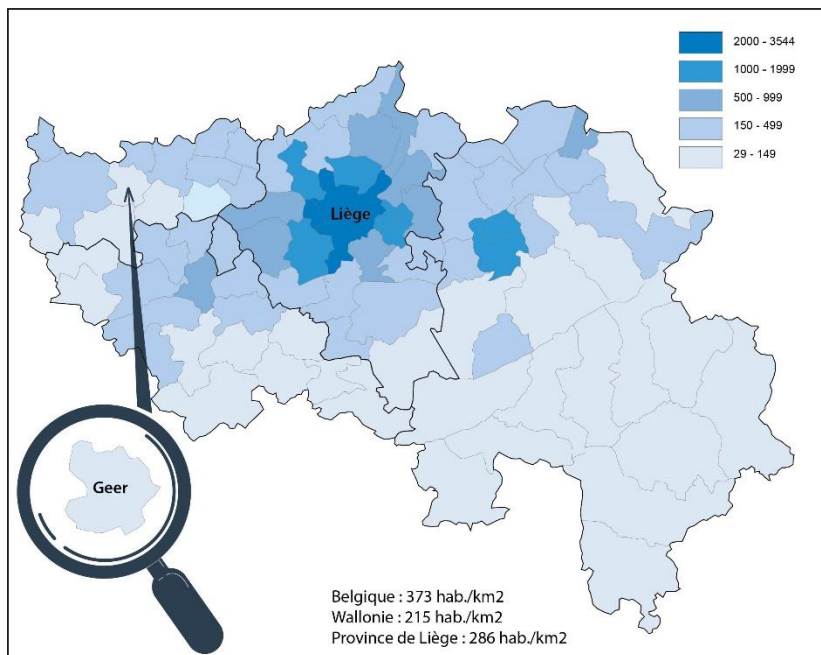 2000 - 3544
1000 - 1999
500 - 999
150 - 499
29 - 149
Liège
Geer
Belgique : 373 hab./km2
Wallonie : 215 hab./km2
Province de Liège : 286 hab./km2